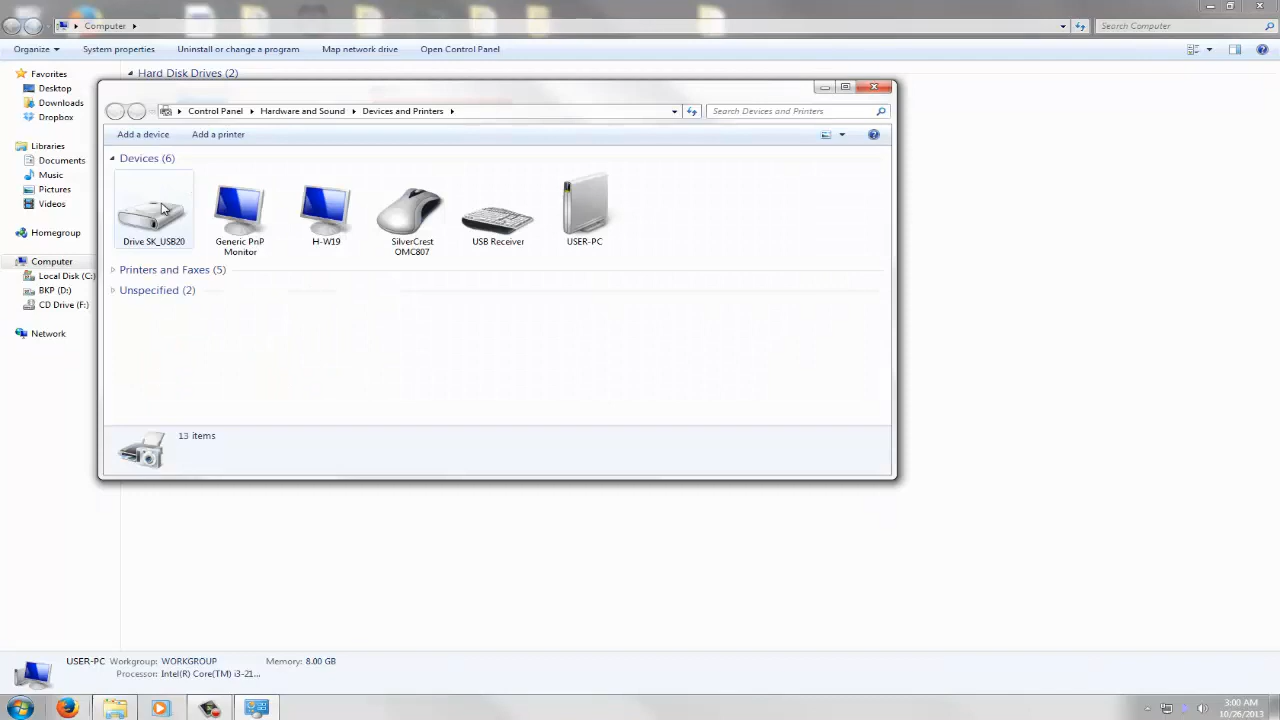 Computer
Search Computer
Organize
System properties
Uninstall or change a program
Map network drive
Open Control Panel
Favorites
Desktop
Downloads
Dropbox
Libraries
Documents
Music
Pictures
Videos
Homegroup
Computer
Local Disk (C:)
BKP (D:)
CD Drive (F:)
Network
Hard Disk Drives (2)
Control Panel
Hardware and Sound
Devices and Printers
Search Devices and Printers
Add a device
Add a printer
Devices (6)
Drive SK_USB20
Generic PnP
Monitor
H-W19
SilverCrest
OMC807
USB Receiver
USER-PC
Printers and Faxes (5)
Unspecified (2)
13 items
USER-PC
Workgroup: WORKGROUP
Memory: 8.00 GB
Processor: Intel(R) Core(TM) i3-21...
3:00 AM
10/26/2013